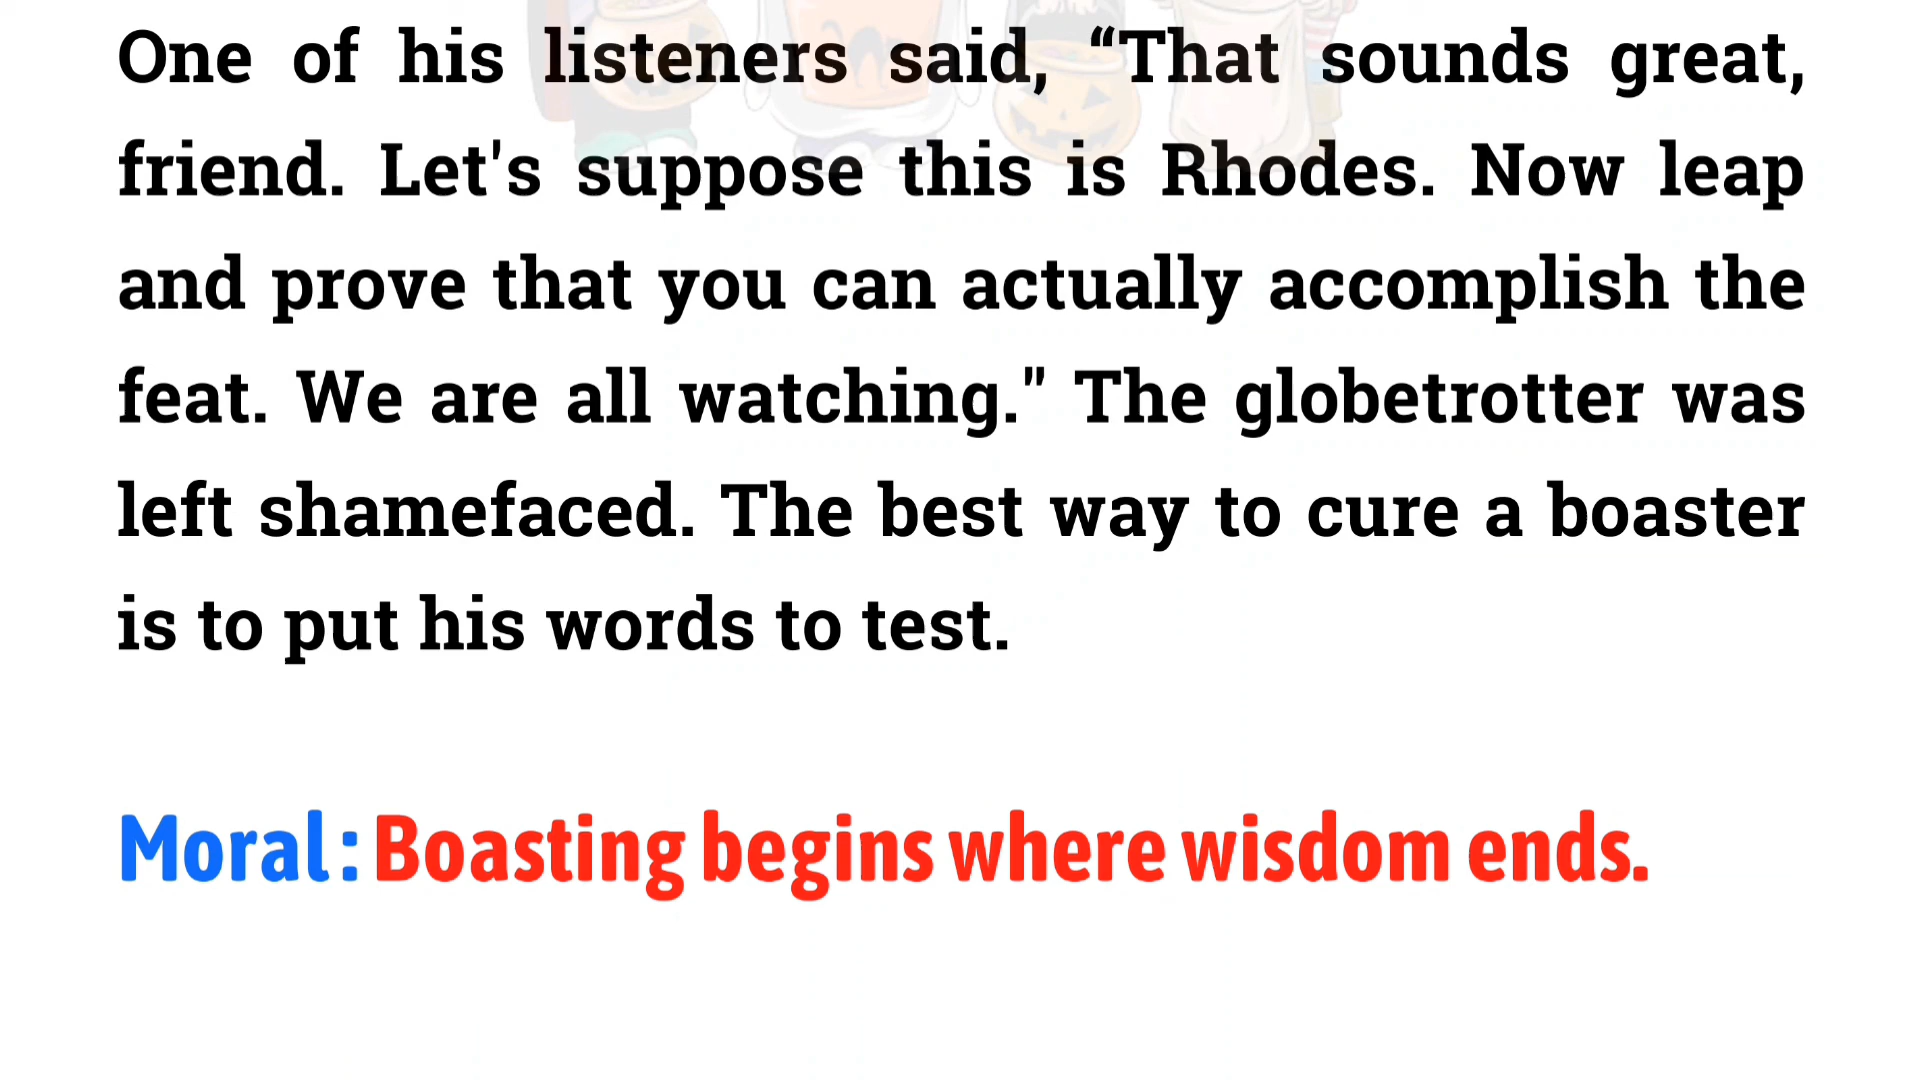 One of his listeners said, “That sounds great,
friend. Let's suppose this is Rhodes. Now leap
and prove that you can actually accomplish the
feat. We are all watching." The globetrotter was
left shamefaced. The best way to cure a boaster
is to put his words to test.
Moral : Boasting begins where wisdom ends.